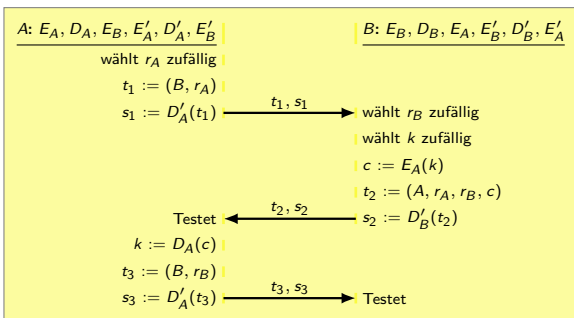 A: E_A, D_A, E_B, E'_A, D'_A, E'_B B: E_B, D_B, E_A, E'_B, D'_B, E'_A
wählt r_A zufällig
t_1 := (B, r_A)
s_1 := D'_A(t_1) t_1, s_1 wählt r_B zufällig
wählt k zufällig
c := E_A(k)
t_2 := (A, r_A, r_B, c)
Testet t_2, s_2 s_2 := D'_B(t_2)
k := D_A(c)
t_3 := (B, r_B)
s_3 := D'_A(t_3) t_3, s_3 Testet